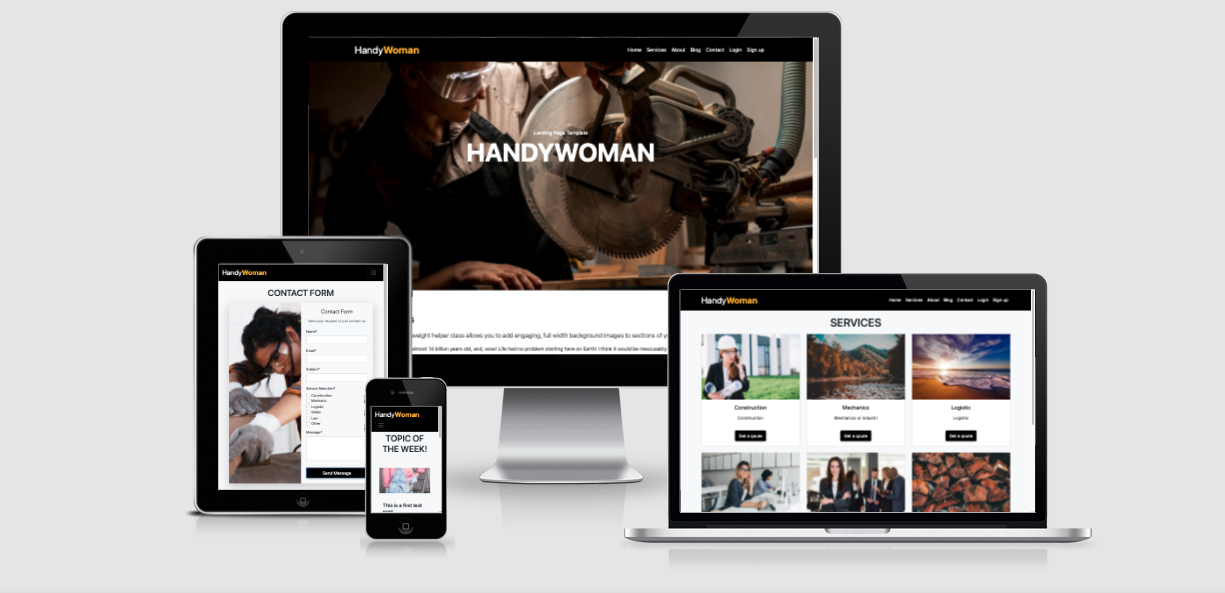 HandyWoman
Home Services About Blog Contact Login Sign up
Landing Page Template
HANDYWOMAN
weight helper class allows you to add engaging, full width background images to sections of
almost 14 billion years old, and, wow! Life had no problem starting here on Earth! I think it would be inexcusably
HandyWoman
CONTACT FORM
Contact Form
Name*
Email*
Subject*
Service Selection*
Construction
Mechanic
Logistic
Weeks
Law
Other
Message*
Send Message
HandyWoman
TOPIC OF
THE WEEK!
This is a first test
HandyWoman
Home Services About Blog Contact Login Sign up
SERVICES
Construction
Construction
Get a qoute
Mechanics
Mechanics or industri
Get a qoute
Logistic
Logistic
Get a qoute